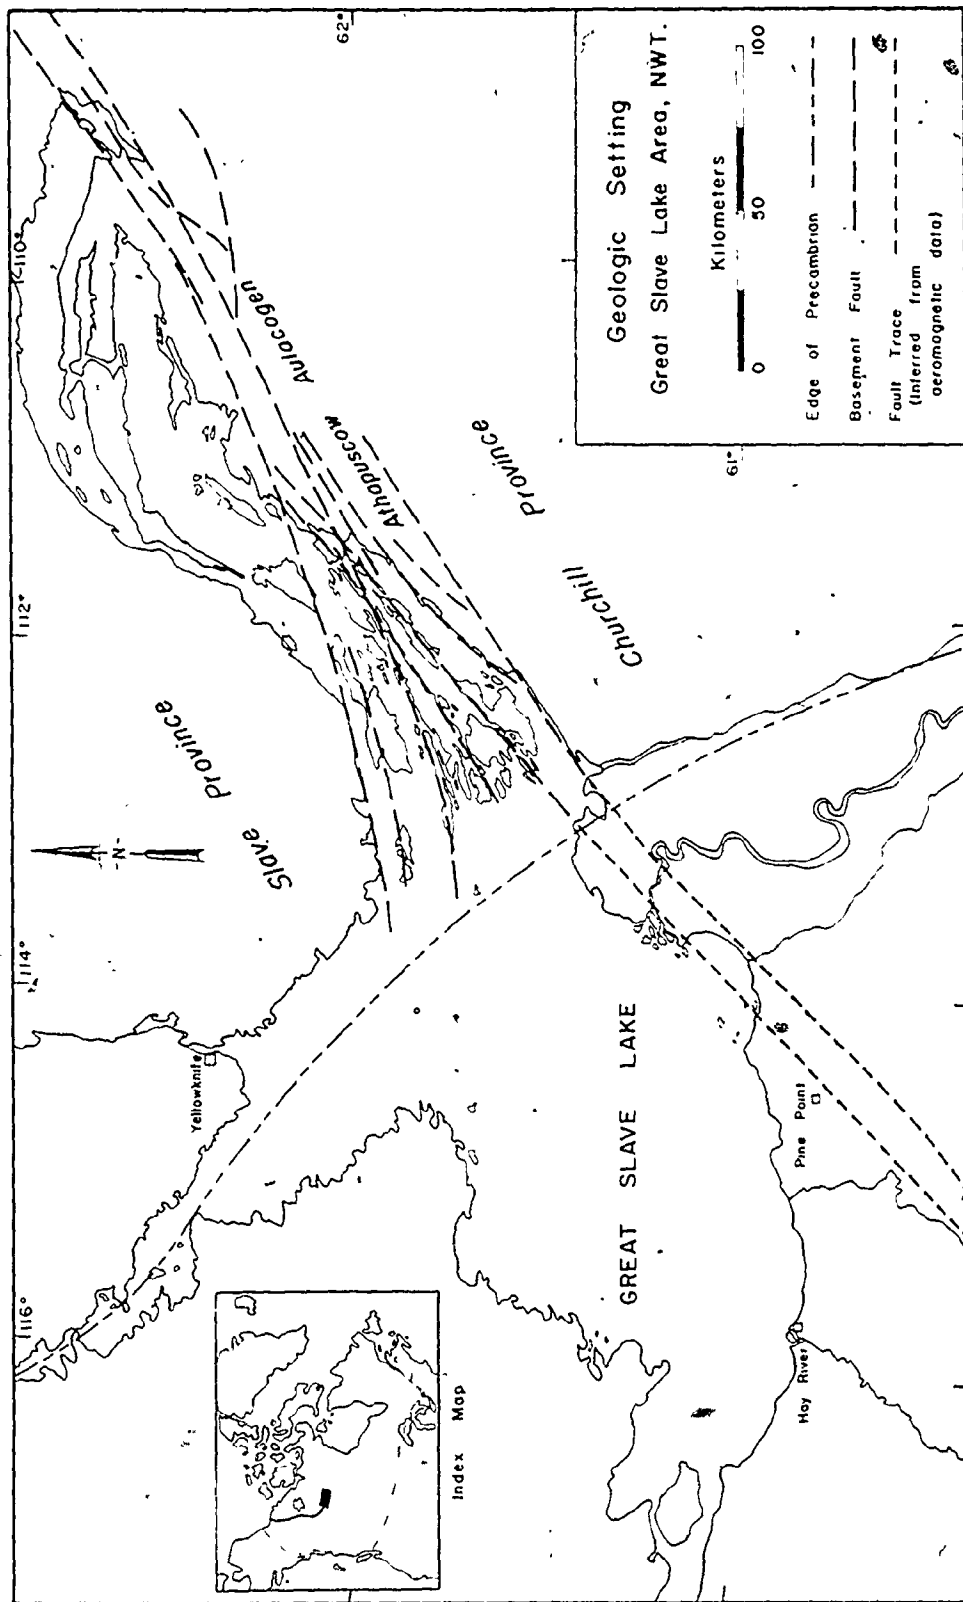 116°
114°
112°
110°
62°
61°
-N-
Slave Province
Yellowknife
Athapuscow Aulacogen
Churchill Province
GREAT SLAVE LAKE
Pine Point
Hay River
Index Map
Geologic Setting
Great Slave Lake Area, NWT.
Kilometers
0 50 100
Edge of Precambrian
Basement Fault
Fault Trace
(Inferred from
aeromagnetic data)